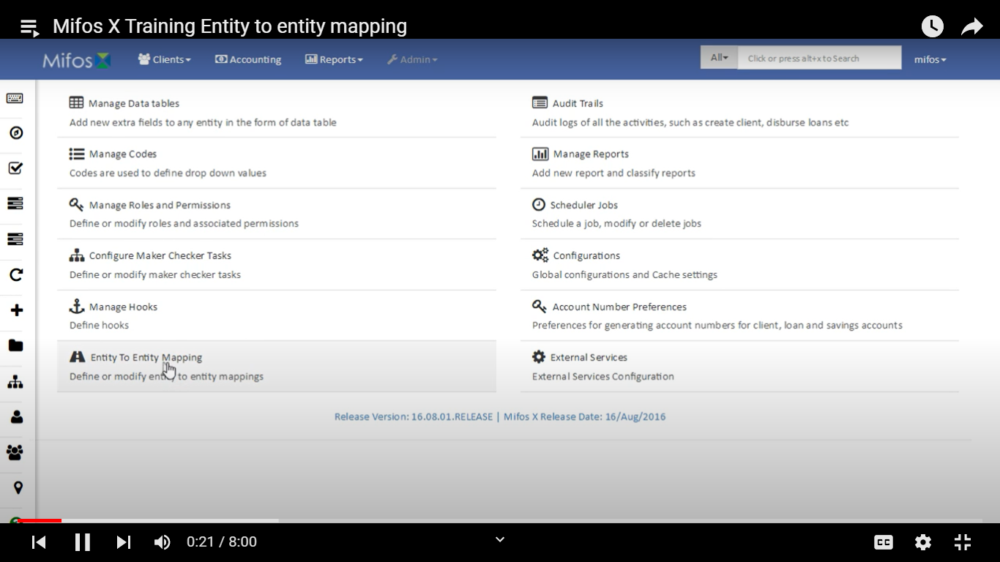 Mifos X Training Entity to entity mapping
Mifos X Clients Accounting Reports Admin All Click or press alt+x to Search mifos
Manage Data tables
Add new extra fields to any entity in the form of data table
Audit Trails
Audit logs of all the activities, such as create client, disburse loans etc
Manage Codes
Codes are used to define drop down values
Manage Reports
Add new report and classify reports
Manage Roles and Permissions
Define or modify roles and associated permissions
Scheduler Jobs
Schedule a job, modify or delete jobs
Configure Maker Checker Tasks
Define or modify maker checker tasks
Configurations
Global configurations and Cache settings
Manage Hooks
Define hooks
Account Number Preferences
Preferences for generating account numbers for client, loan and savings accounts
Entity To Entity Mapping
Define or modify entity to entity mappings
External Services
External Services Configuration
Release Version: 16.08.01.RELEASE | Mifos X Release Date: 16/Aug/2016
0:21 / 8:00 CC